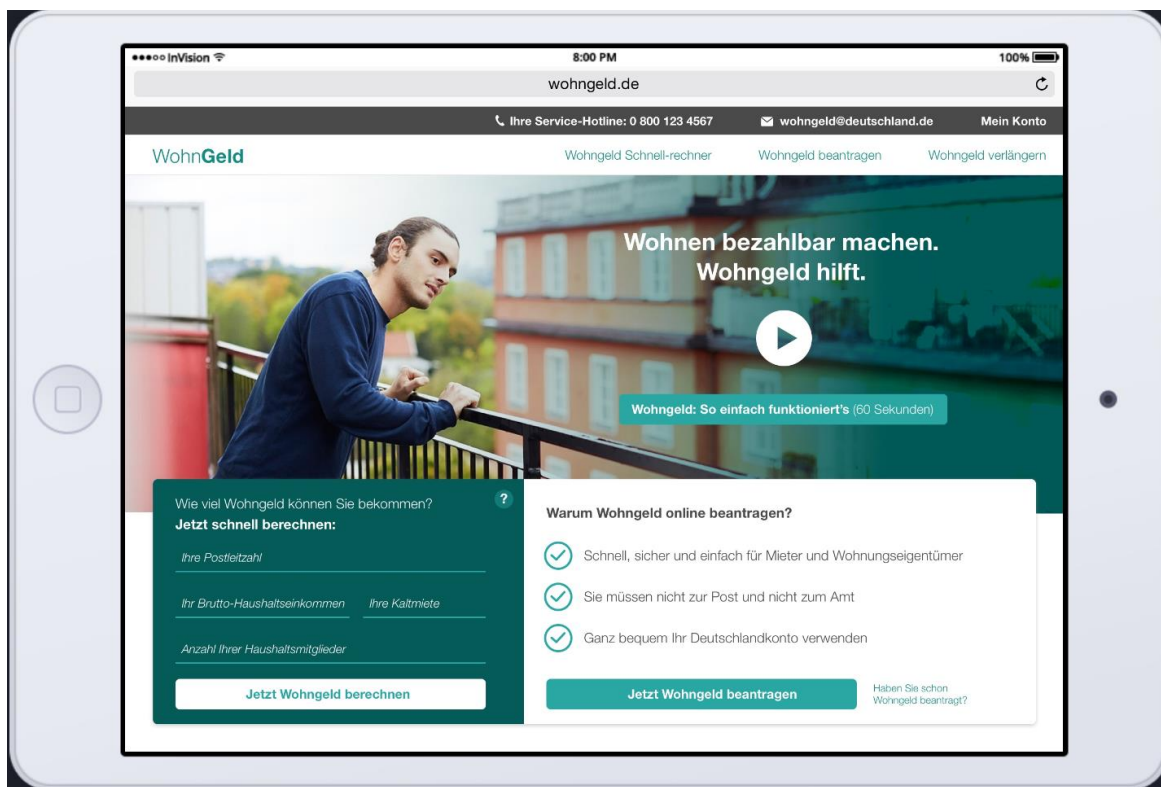 InVision
8:00 PM
100%
wohngeld.de
Ihre Service-Hotline: 0 800 123 4567
wohngeld@deutschland.de
Mein Konto
WohnGeld
Wohngeld Schnell-rechner
Wohngeld beantragen
Wohngeld verlängern
Wohnen bezahlbar machen.
Wohngeld hilft.
Wohngeld: So einfach funktioniert's (60 Sekunden)
Wie viel Wohngeld können Sie bekommen?
?
Jetzt schnell berechnen:
Ihre Postleitzahl
Ihr Brutto-Haushaltseinkommen
Ihre Kaltmiete
Anzahl Ihrer Haushaltsmitglieder
Jetzt Wohngeld berechnen
Warum Wohngeld online beantragen?
Schnell, sicher und einfach für Mieter und Wohnungseigentümer
Sie müssen nicht zur Post und nicht zum Amt
Ganz bequem Ihr Deutschlandkonto verwenden
Jetzt Wohngeld beantragen
Haben Sie schon
Wohngeld beantragt?